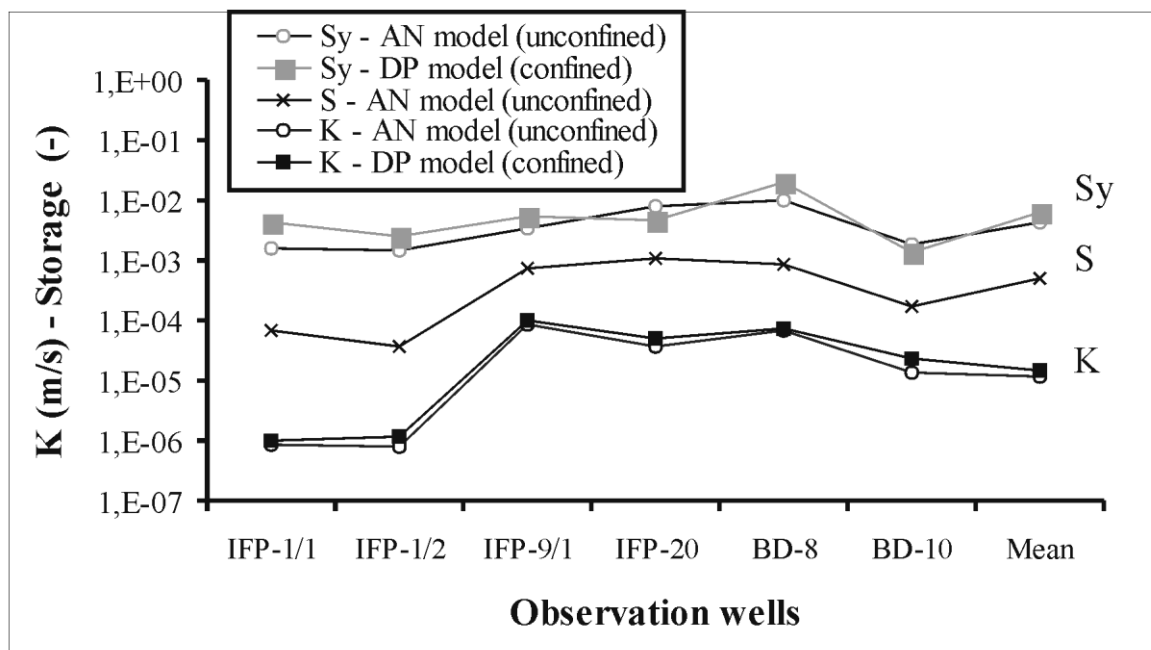 Sy - AN model (unconfined)
Sy - DP model (confined)
S - AN model (unconfined)
K - AN model (unconfined)
K - DP model (confined)
K (m/s) - Storage (-)
1,E+00
1,E-01
1,E-02
1,E-03
1,E-04
1,E-05
1,E-06
1,E-07
Sy
S
K
IFP-1/1 IFP-1/2 IFP-9/1 IFP-20 BD-8 BD-10 Mean
Observation wells